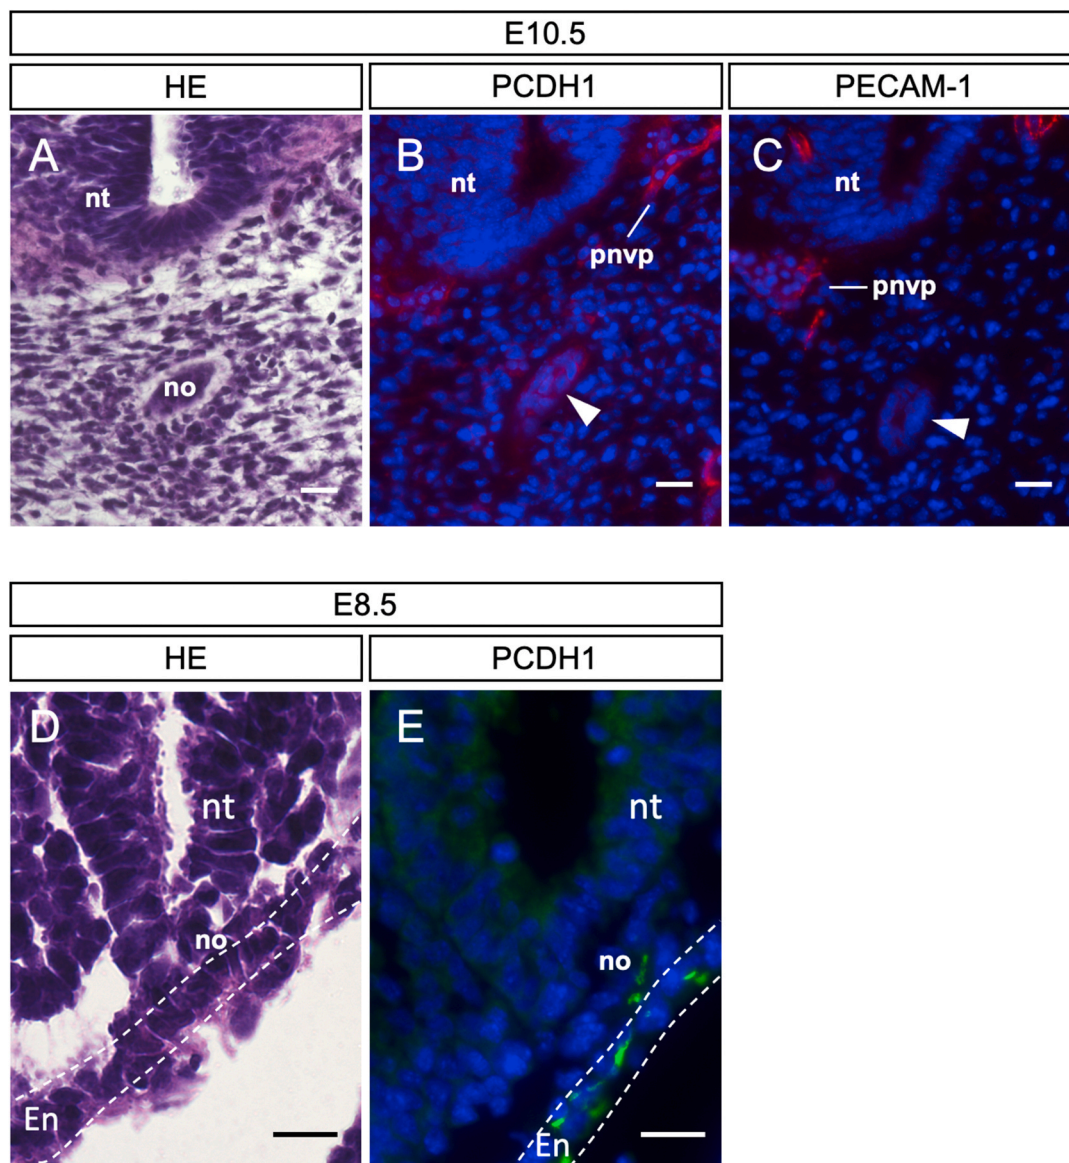 E10.5
HE
PCDH1
PECAM-1
A
B
C
nt
nt
nt
pnvp
pnvp
no
E8.5
HE
PCDH1
D
E
nt
nt
no
no
En
En